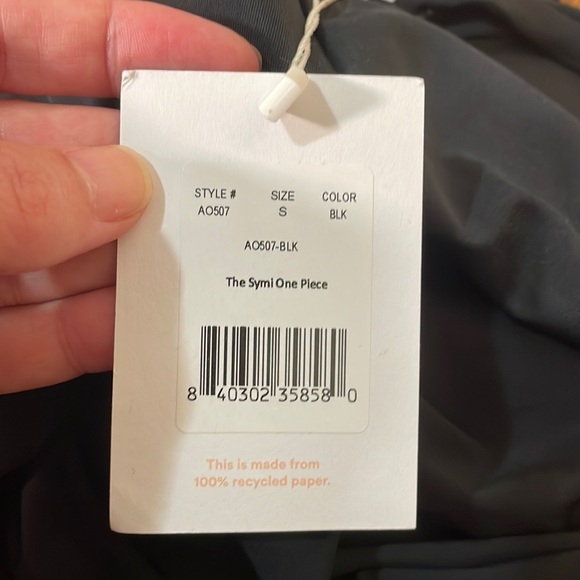 STYLE # SIZE COLOR
AO507 S BLK
AO507-BLK
The Symi One Piece
8 40302 35858 0
This is made from
100% recycled paper.